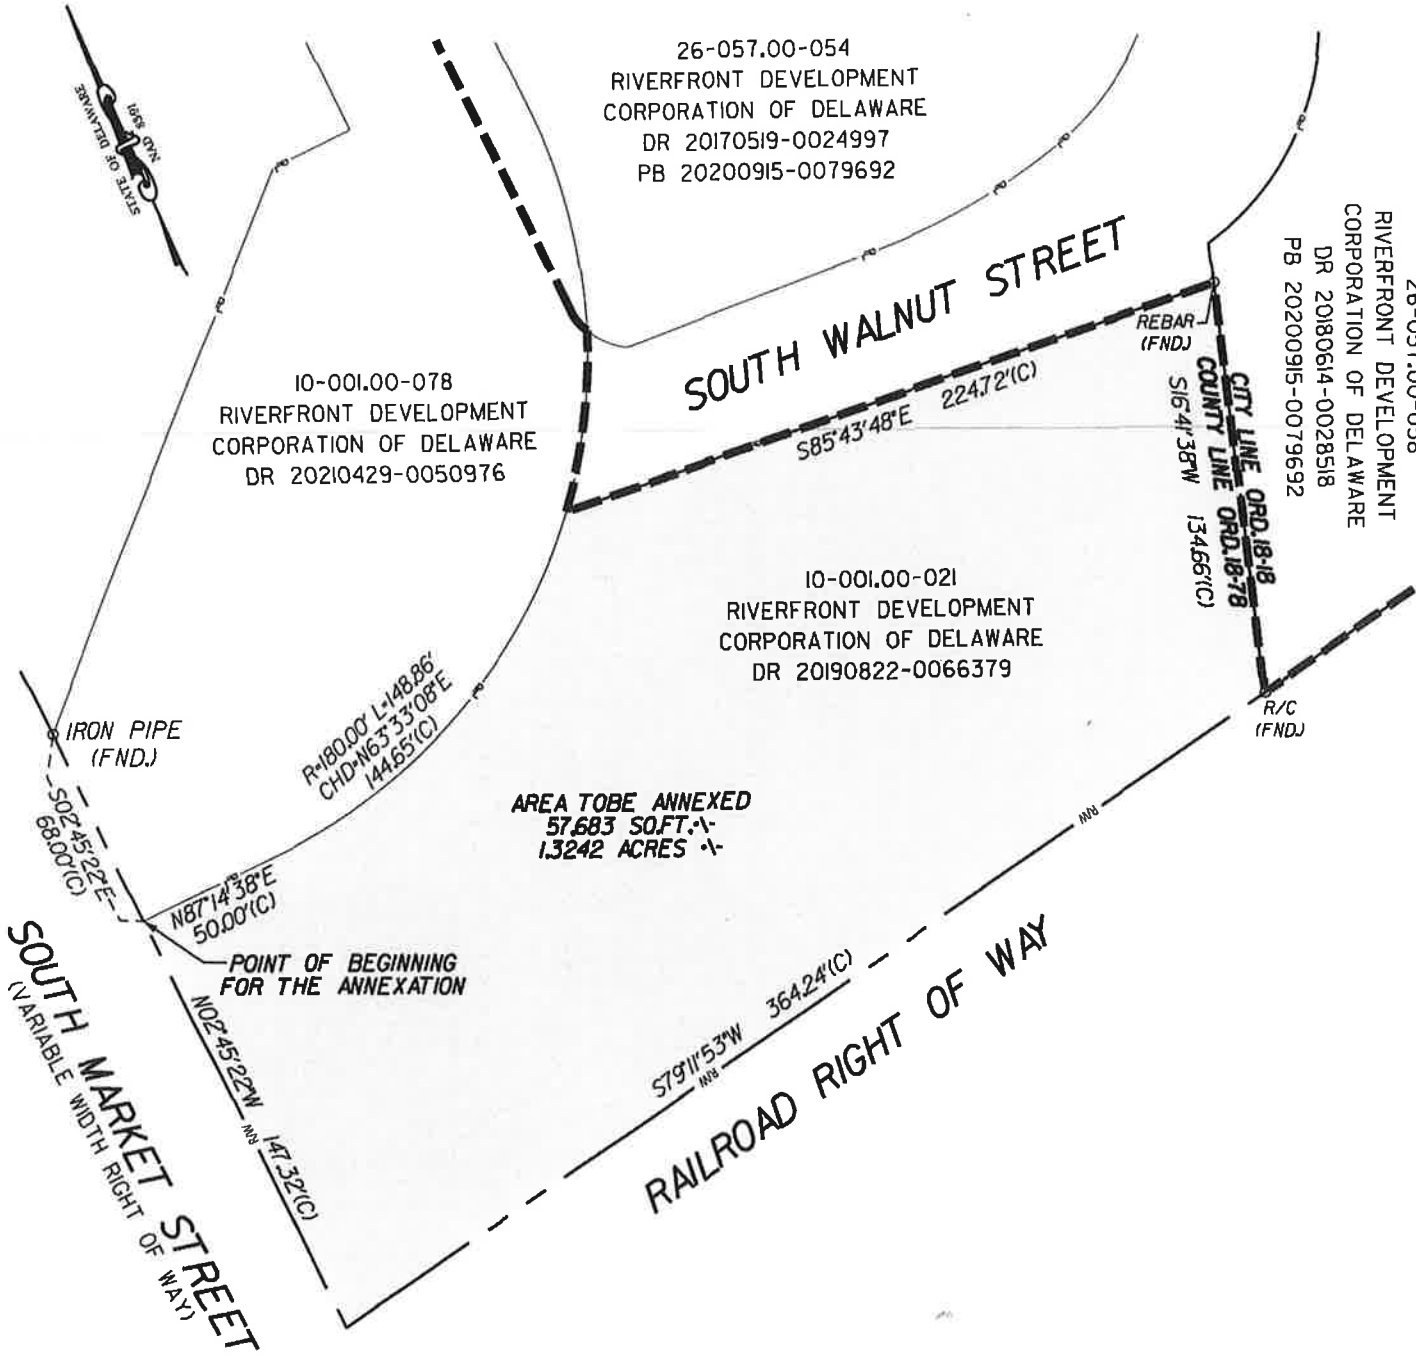 26-057.00-054
RIVERFRONT DEVELOPMENT
CORPORATION OF DELAWARE
DR 20170519-0024997
PB 20200915-0079692
STATE OF DELAWARE
NAD 83/91
RIVERFRONT DEVELOPMENT
CORPORATION OF DELAWARE
DR 20180614-0028518
PB 20200915-0079692
SOUTH WALNUT STREET
REBAR
(FND.)
S85°43'48"E 224.72'(C)
CITY LINE ORD.18-18
COUNTY LINE ORD.18-78
S16°41'38"W 134.66'(C)
10-001.00-078
RIVERFRONT DEVELOPMENT
CORPORATION OF DELAWARE
DR 20210429-0050976
10-001.00-021
RIVERFRONT DEVELOPMENT
CORPORATION OF DELAWARE
DR 20190822-0066379
R=180.00' L=148.86'
CHD=N63°33'08"E
144.65'(C)
IRON PIPE
(FND.)
R/C
(FND.)
S02°45'22"E
68.00'(C)
AREA TOBE ANNEXED
57,683 SQ.FT.+\-
1.3242 ACRES +\-
N87°14'38"E
50.00'(C)
POINT OF BEGINNING
FOR THE ANNEXATION
N02°45'22"W 147.32'(C)
R/W
S79°11'53"W 364.24'(C)
R/W
R/W
RAILROAD RIGHT OF WAY
SOUTH MARKET STREET
(VARIABLE WIDTH RIGHT OF WAY)